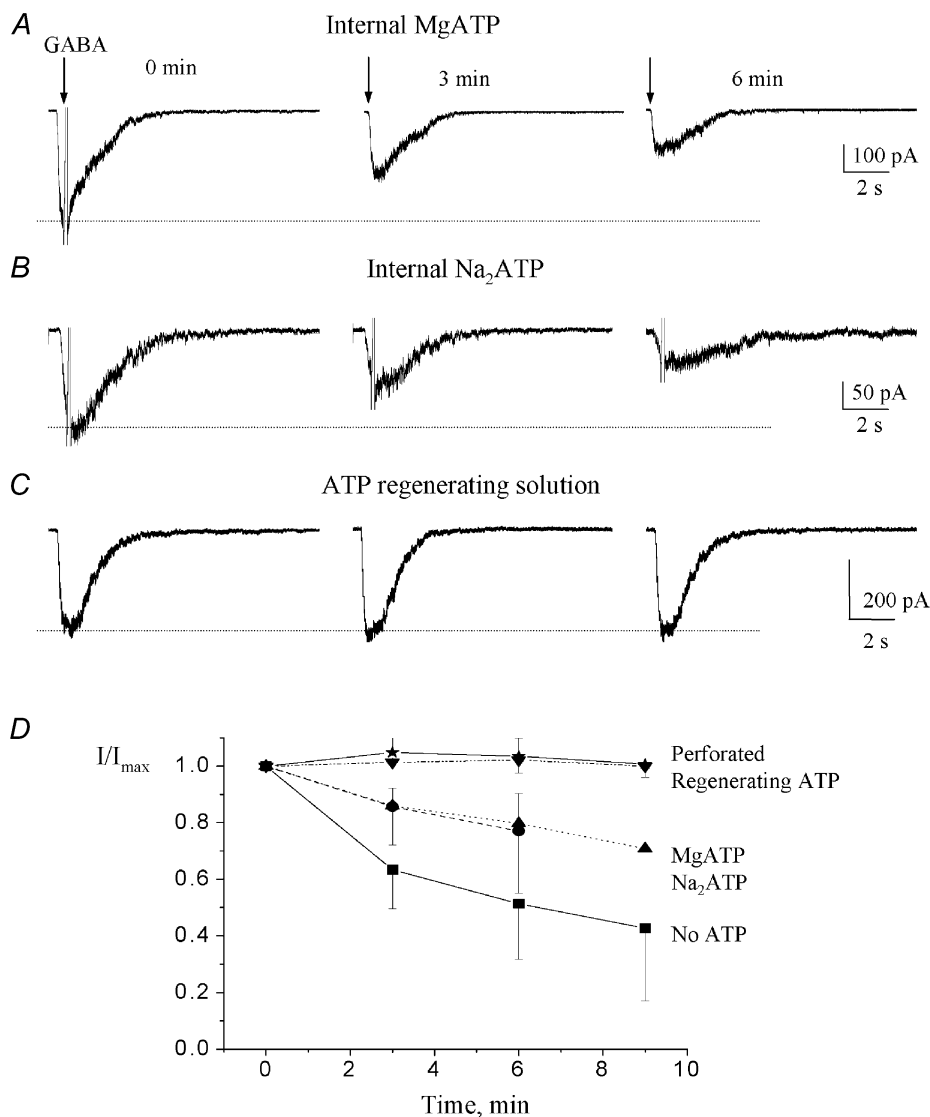 A
Internal MgATP
GABA
0 min
3 min
6 min
100 pA
2 s
B
Internal Na₂ATP
50 pA
2 s
C
ATP regenerating solution
200 pA
2 s
D
I/Imax
1.0
0.8
0.6
0.4
0.2
0.0
Perforated
Regenerating ATP
MgATP
Na₂ATP
No ATP
0 2 4 6 8 10
Time, min